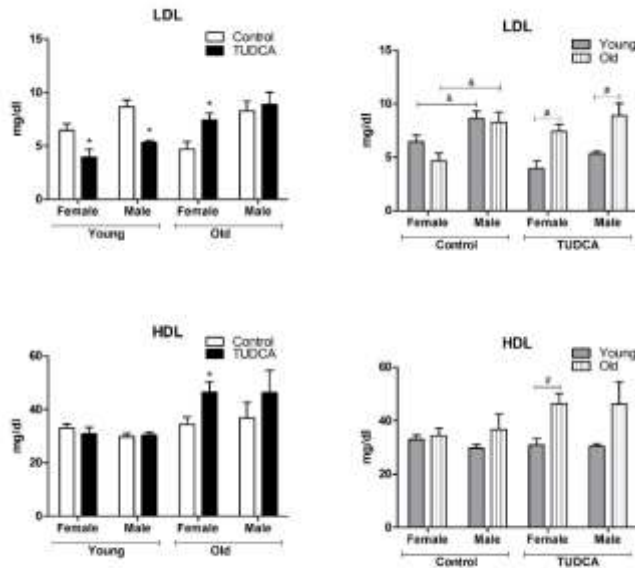 LDL
Control
TUDCA
15
10
5
0
mg/dl
*
*
*
Female Male Female Male
Young Old
LDL
Young
Old
15
10
5
0
mg/dl
&
&
#
#
Female Male Female Male
Control TUDCA
HDL
Control
TUDCA
60
40
20
0
mg/dl
*
Female Male Female Male
Young Old
HDL
Young
Old
60
40
20
0
mg/dl
#
Female Male Female Male
Control TUDCA